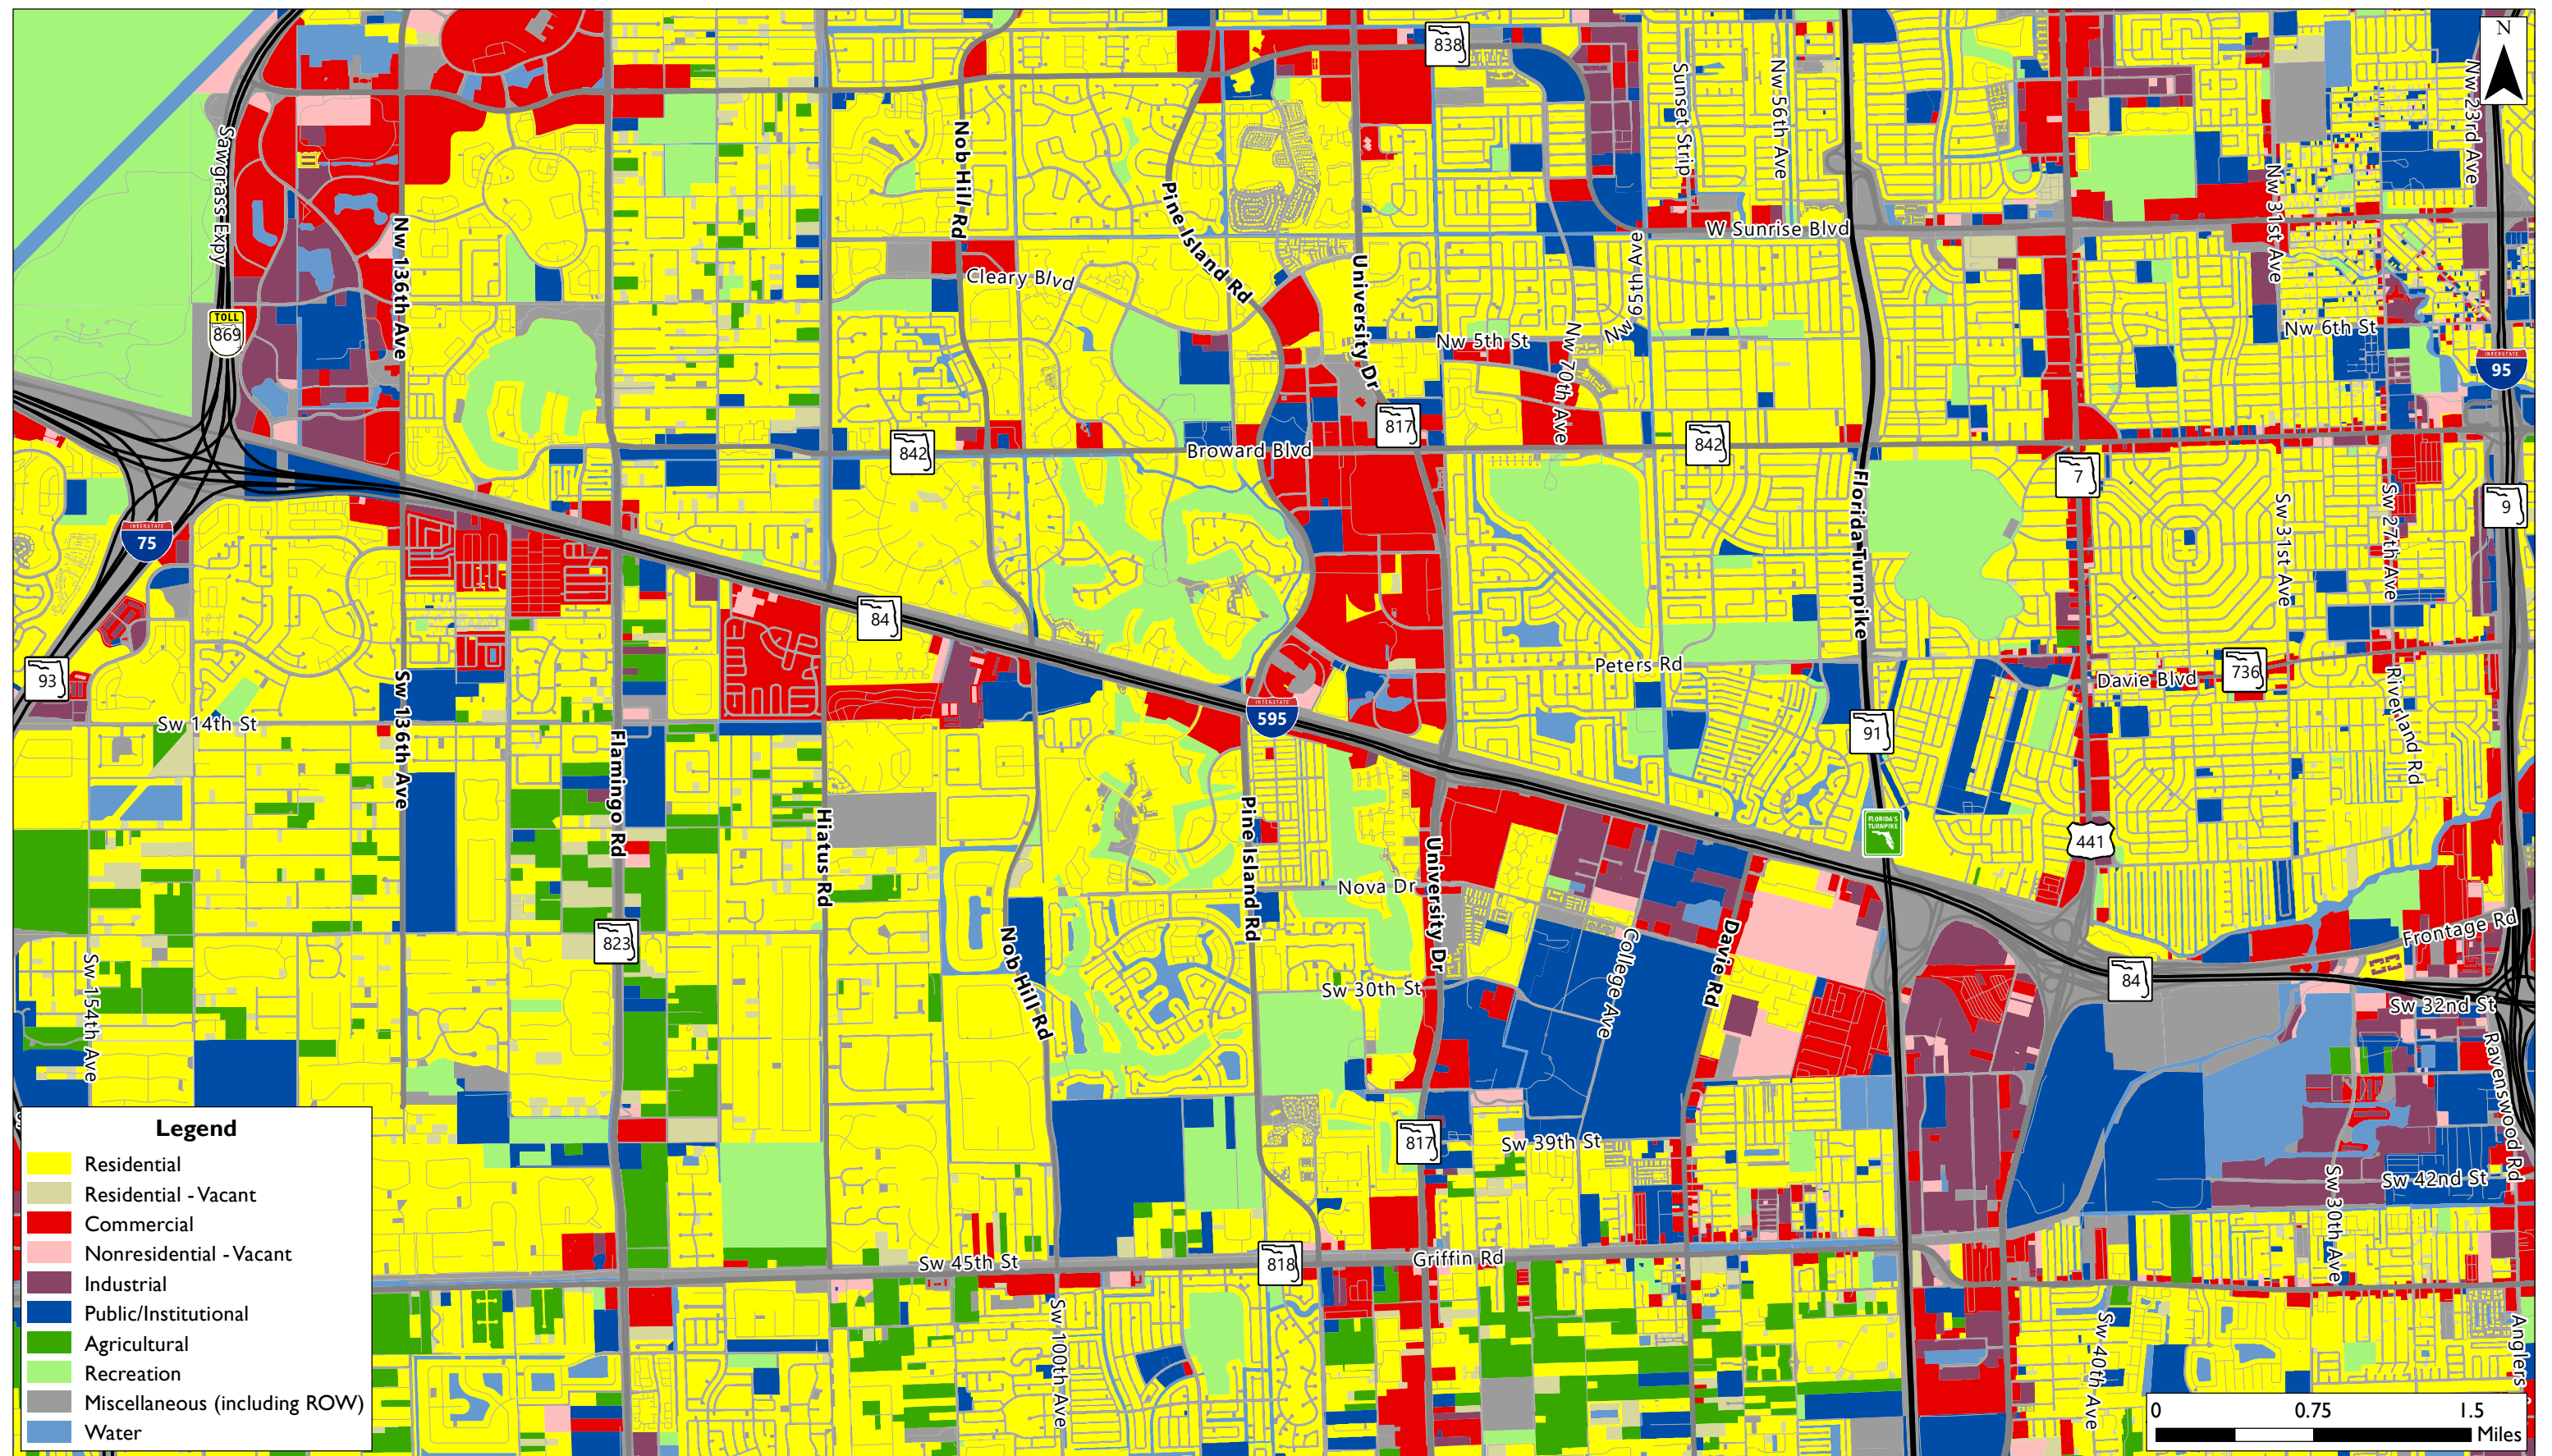 N
838
Sunset Strip
Nw 56th Ave
Nw 23rd Ave
Sawgrass Expy
Nob Hill Rd
Pine Island Rd
Nw 31st Ave
Nw 136th Ave
W Sunrise Blvd
Cleary Blvd
University Dr
Nw 65th Ave
TOLL
869
Nw 5th St
Nw 70th Ave
Nw 6th St
INTERSTATE
95
817
842
Broward Blvd
842
7
Florida Turnpike
Sw 31st Ave
Sw 27th Ave
9
INTERSTATE
75
84
93
Peters Rd
Davie Blvd
736
Riverland Rd
Sw 136th Ave
Sw 14th St
INTERSTATE
595
91
Flamingo Rd
Hiatus Rd
Pine Island Rd
University Dr
FLORIDA'S
TURNPIKE
441
Nova Dr
823
Nob Hill Rd
College Ave
Davie Rd
Frontage Rd
Sw 154th Ave
Sw 30th St
84
Sw 32nd St
Ravenswood Rd
817
Sw 39th St
Sw 30th Ave
Sw 42nd St
Sw 45th St
818
Griffin Rd
Sw 100th Ave
Sw 40th Ave
Anglers
Legend
Residential
Residential - Vacant
Commercial
Nonresidential - Vacant
Industrial
Public/Institutional
Agricultural
Recreation
Miscellaneous (including ROW)
Water
0 0.75 1.5
Miles